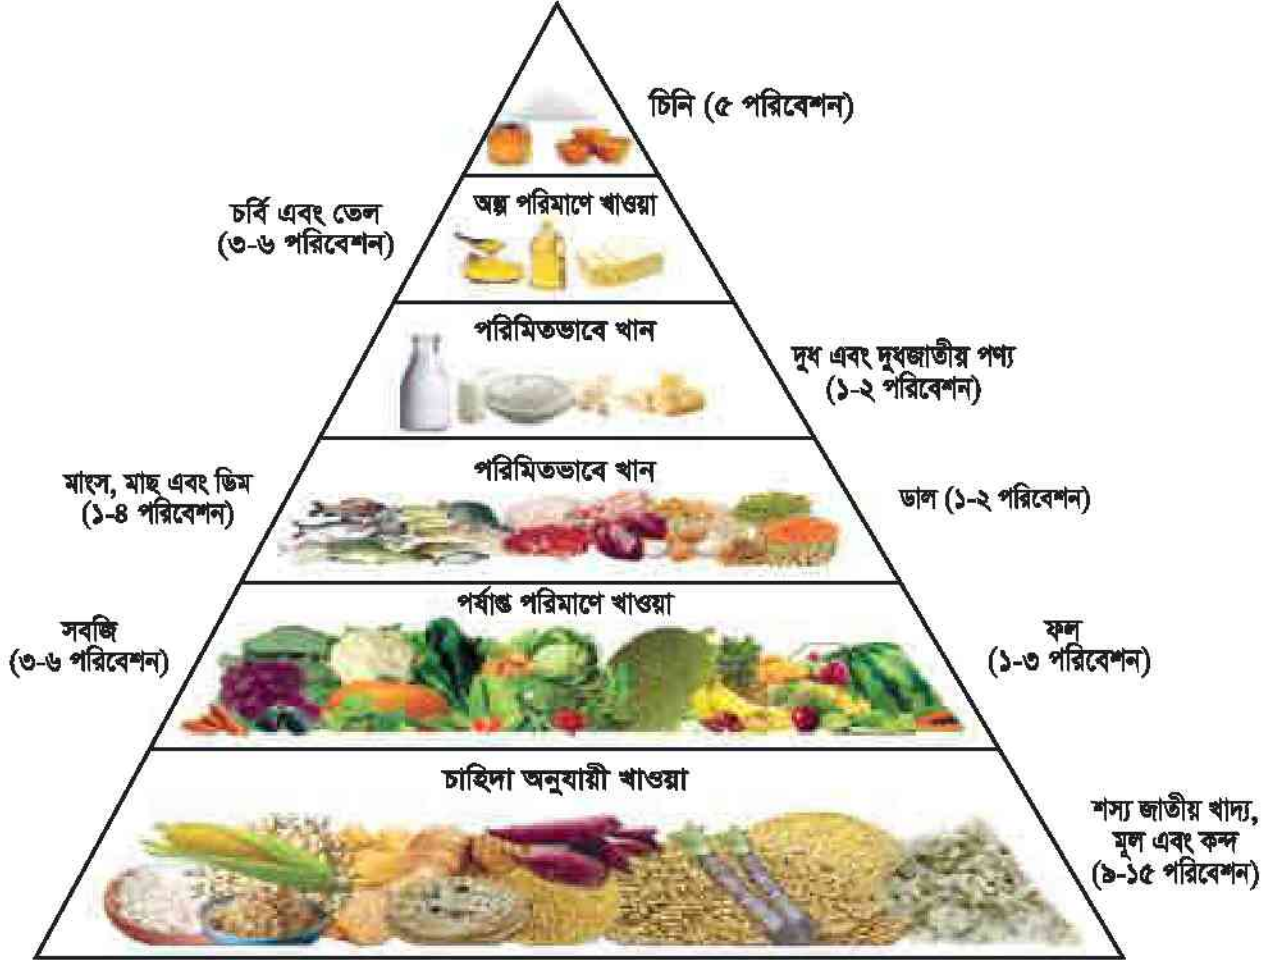 চিনি (৫ পরিবেশন)
অল্প পরিমাণে খাওয়া
চর্বি এবং তেল
(৩-৬ পরিবেশন)
পরিমিতভাবে খান
দুধ এবং দুধজাতীয় পণ্য
(১-২ পরিবেশন)
পরিমিতভাবে খান
মাংস, মাছ এবং ডিম
(১-৪ পরিবেশন)
ডাল (১-২ পরিবেশন)
পর্যাপ্ত পরিমাণে খাওয়া
সবজি
(৩-৬ পরিবেশন)
ফল
(১-৩ পরিবেশন)
চাহিদা অনুযায়ী খাওয়া
শস্য জাতীয় খাদ্য,
মূল এবং কন্দ
(৯-১৫ পরিবেশন)